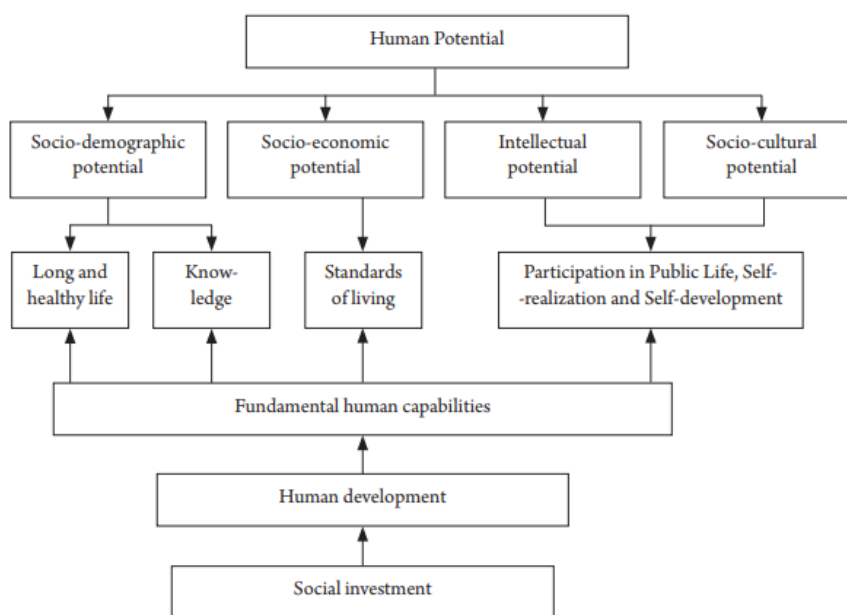 Human Potential
Socio-demographic
potential
Socio-economic
potential
Intellectual
potential
Socio-cultural
potential
Long and
healthy life
Know-
ledge
Standards
of living
Participation in Public Life, Self-
-realization and Self-development
Fundamental human capabilities
Human development
Social investment